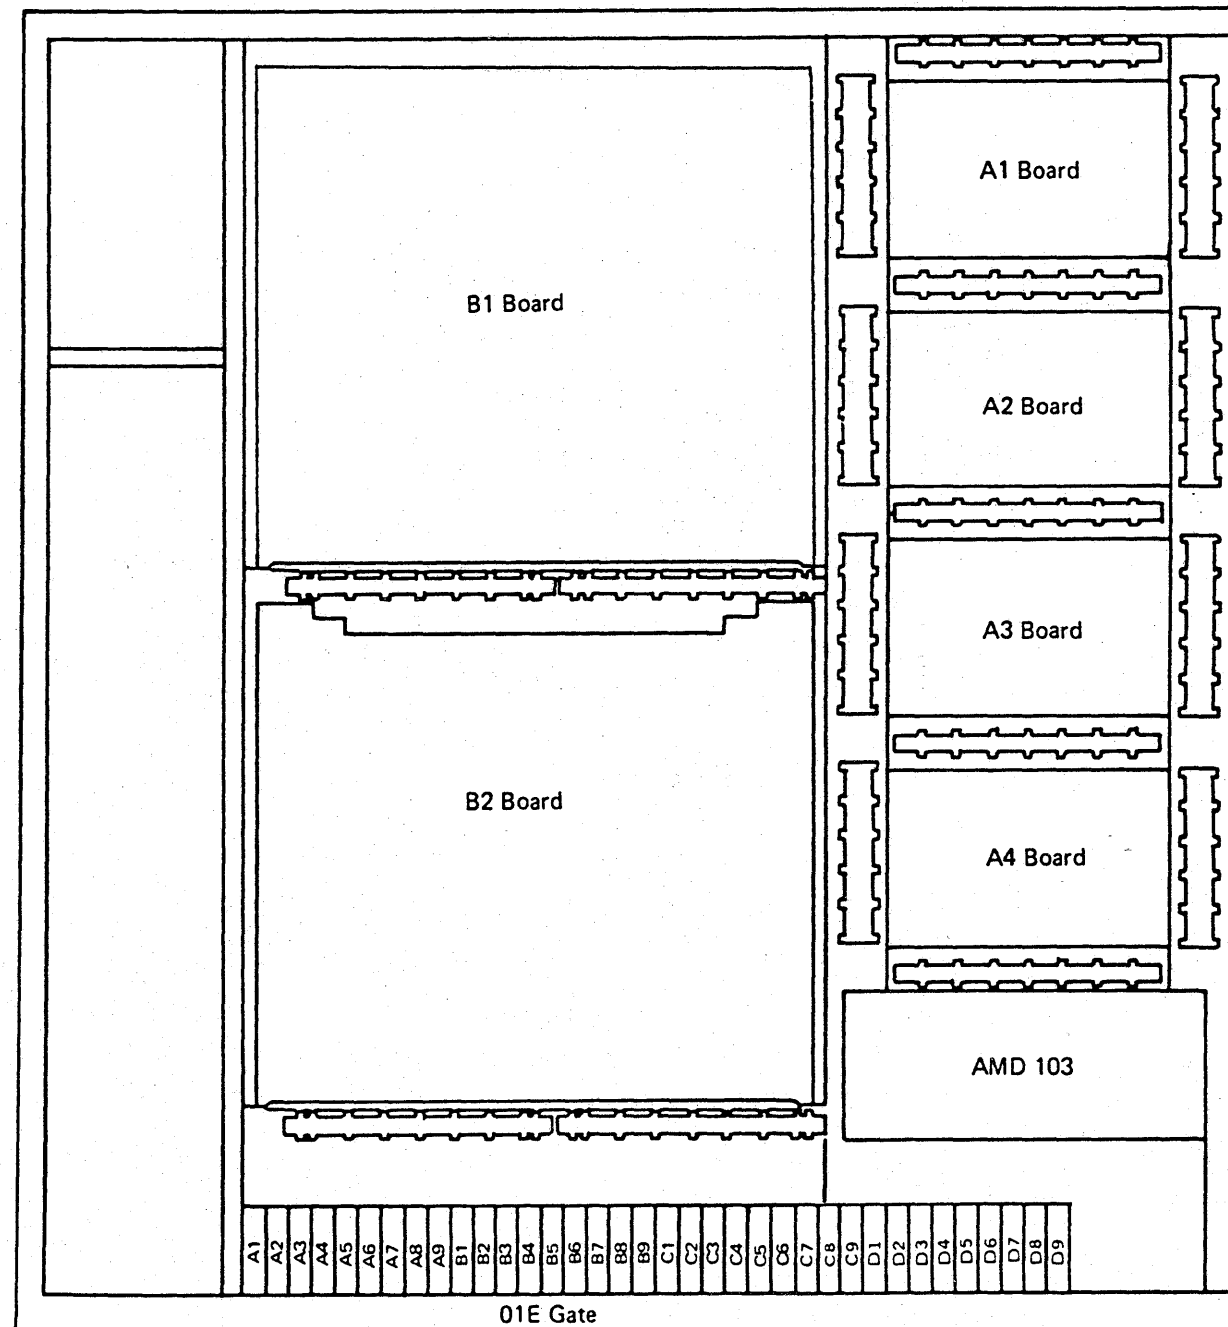 A1 Board
B1 Board
A2 Board
A3 Board
B2 Board
A4 Board
AMD 103
A1 A2 A3 A4 A5 A6 A7 A8 A9 B1 B2 B3 B4 B5 B6 B7 B8 B9 C1 C2 C3 C4 C5 C6 C7 C8 C9 D1 D2 D3 D4 D5 D6 D7 D8 D9
01E Gate